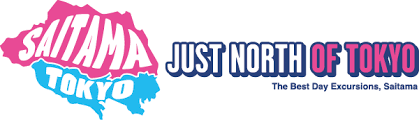 SAITAMA
TOKYO
JUST NORTH OF TOKYO
The Best Day Excursions, Saitama